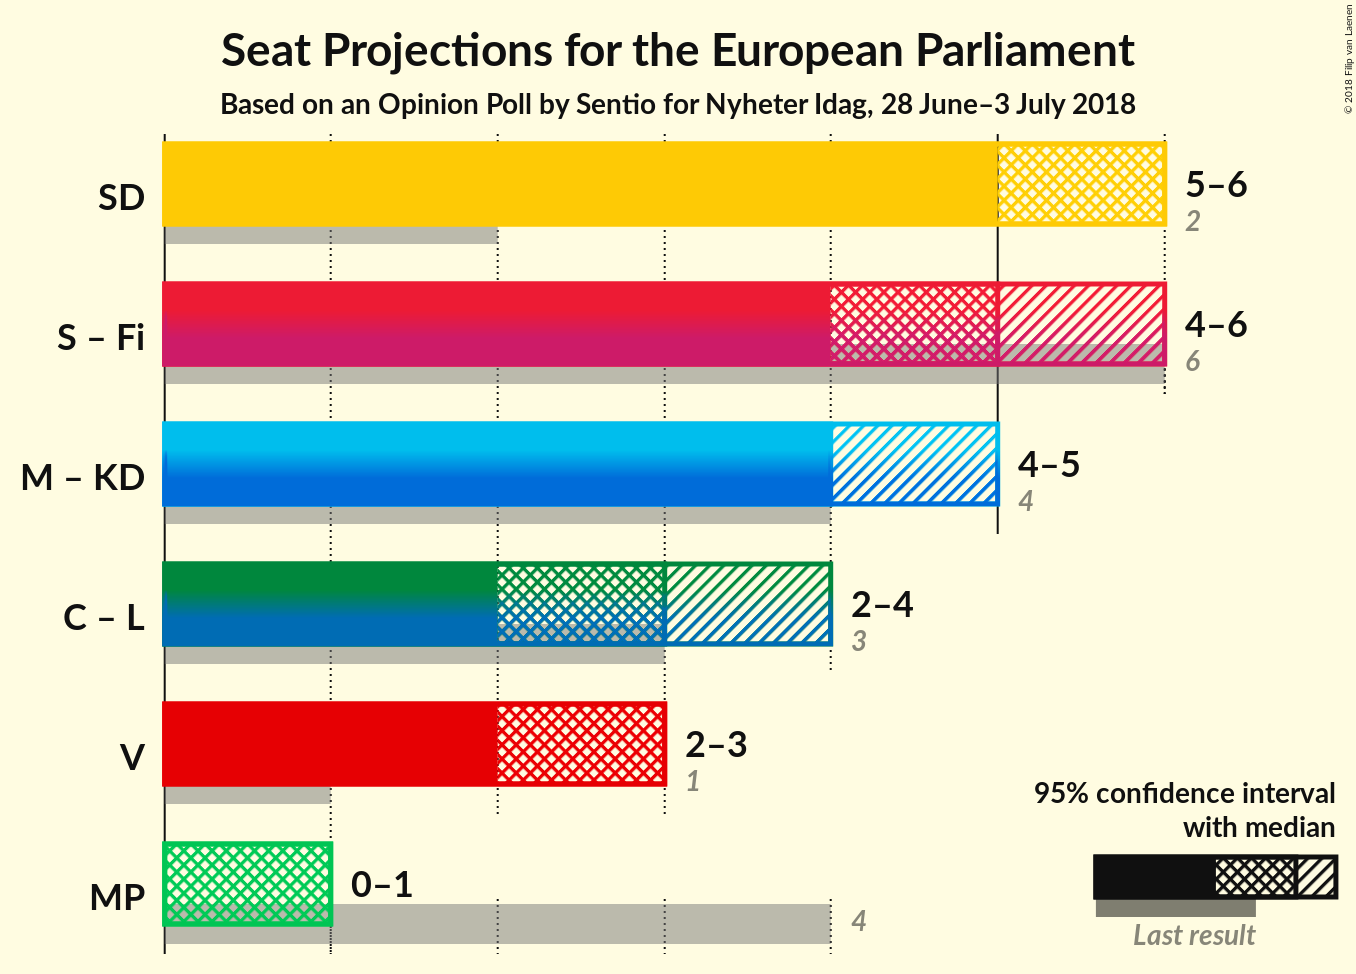 Seat Projections for the European Parliament
Based on an Opinion Poll by Sentio for Nyheter Idag, 28 June–3 July 2018
© 2018 Filip van Laenen
SD
5–6
2
S – Fi
4–6
6
M – KD
4–5
4
C – L
2–4
3
V
2–3
1
MP
0–1
4
95% confidence interval
with median
Last result